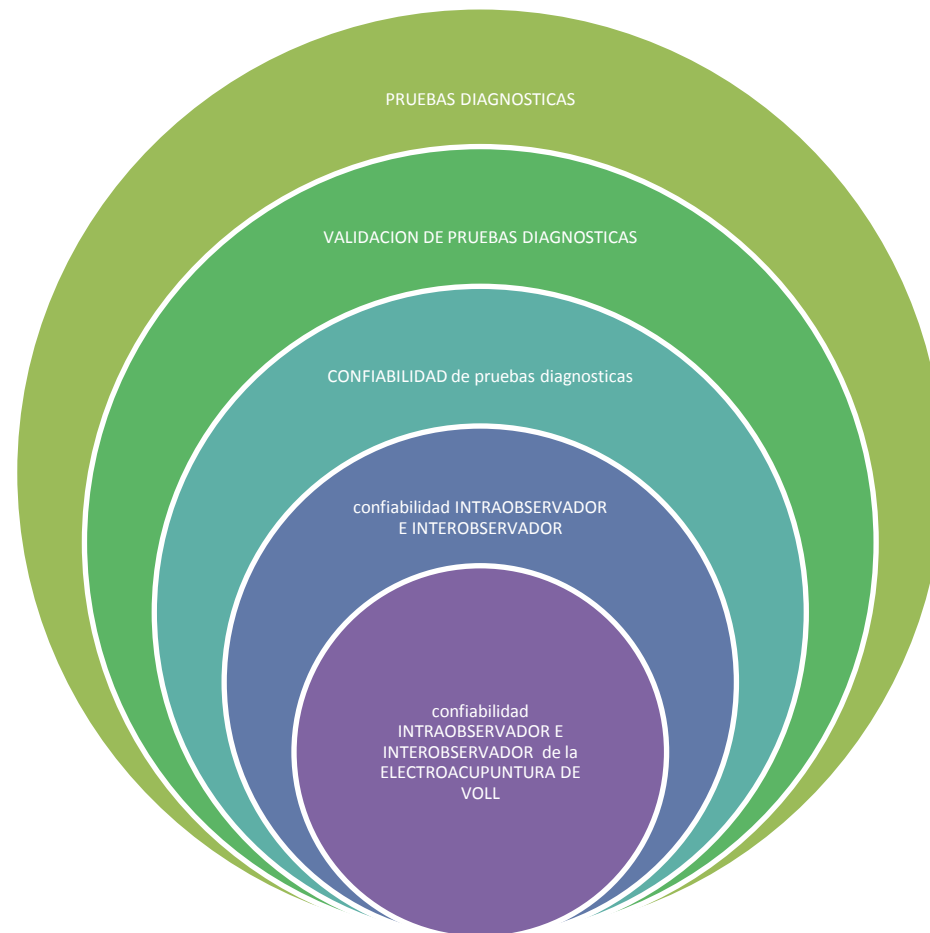 PRUEBAS DIAGNOSTICAS
VALIDACION DE PRUEBAS DIAGNOSTICAS
CONFIABILIDAD de pruebas diagnosticas
confiabilidad INTRAOBSERVADOR
E INTEROBSERVADOR
confiabilidad
INTRAOBSERVADOR E
INTEROBSERVADOR de la
ELECTROACUPUNTURA DE
VOLL